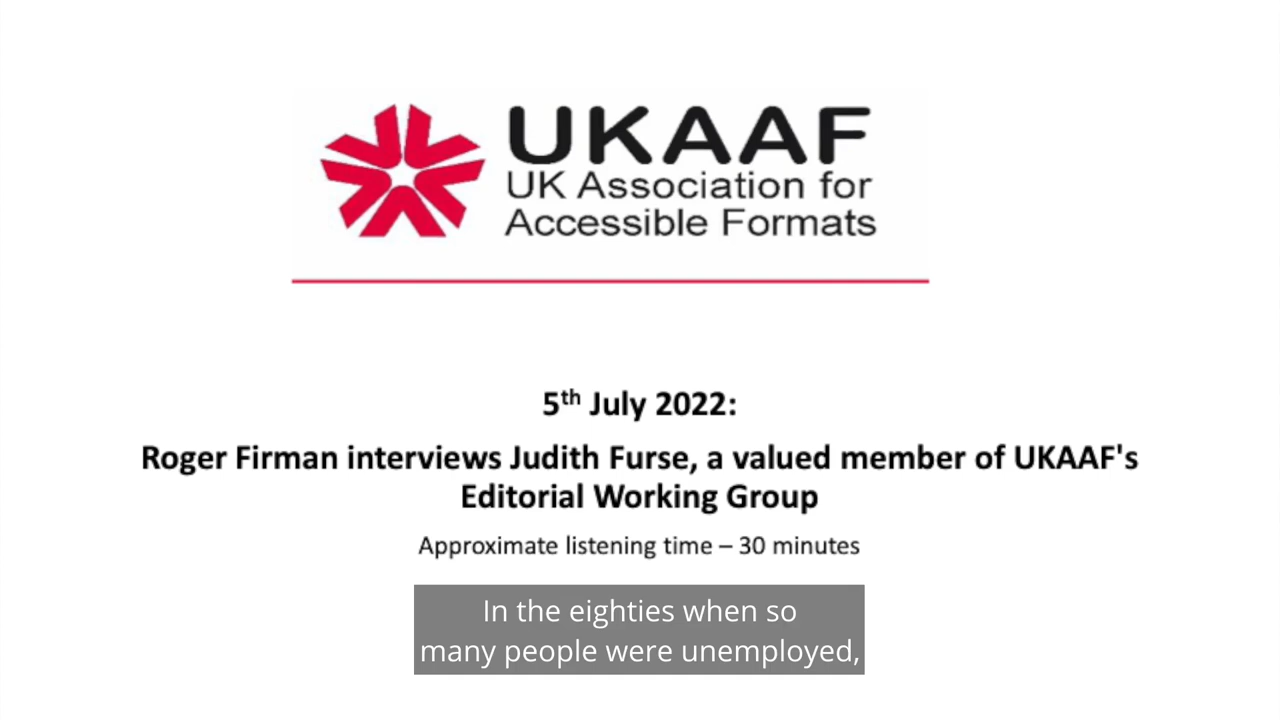 UKAAF
UK Association for
Accessible Formats
5th July 2022:
Roger Firman interviews Judith Furse, a valued member of UKAAF's
Editorial Working Group
Approximate listening time – 30 minutes
In the eighties when so
many people were unemployed,